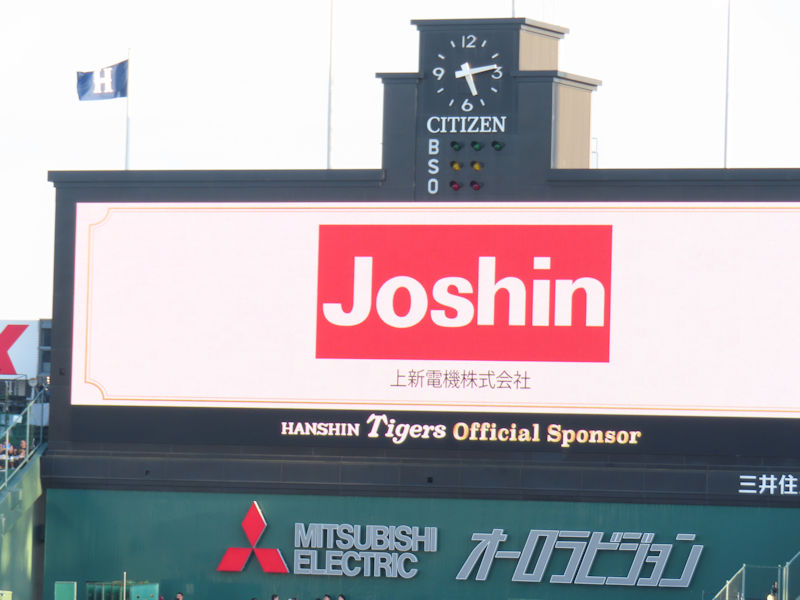 H
12
9 3
6
CITIZEN
B
S
O
Joshin
上新電機株式会社
HANSHIN Tigers Official Sponsor
三井住
MITSUBISHI
ELECTRIC
オーロラビジョン